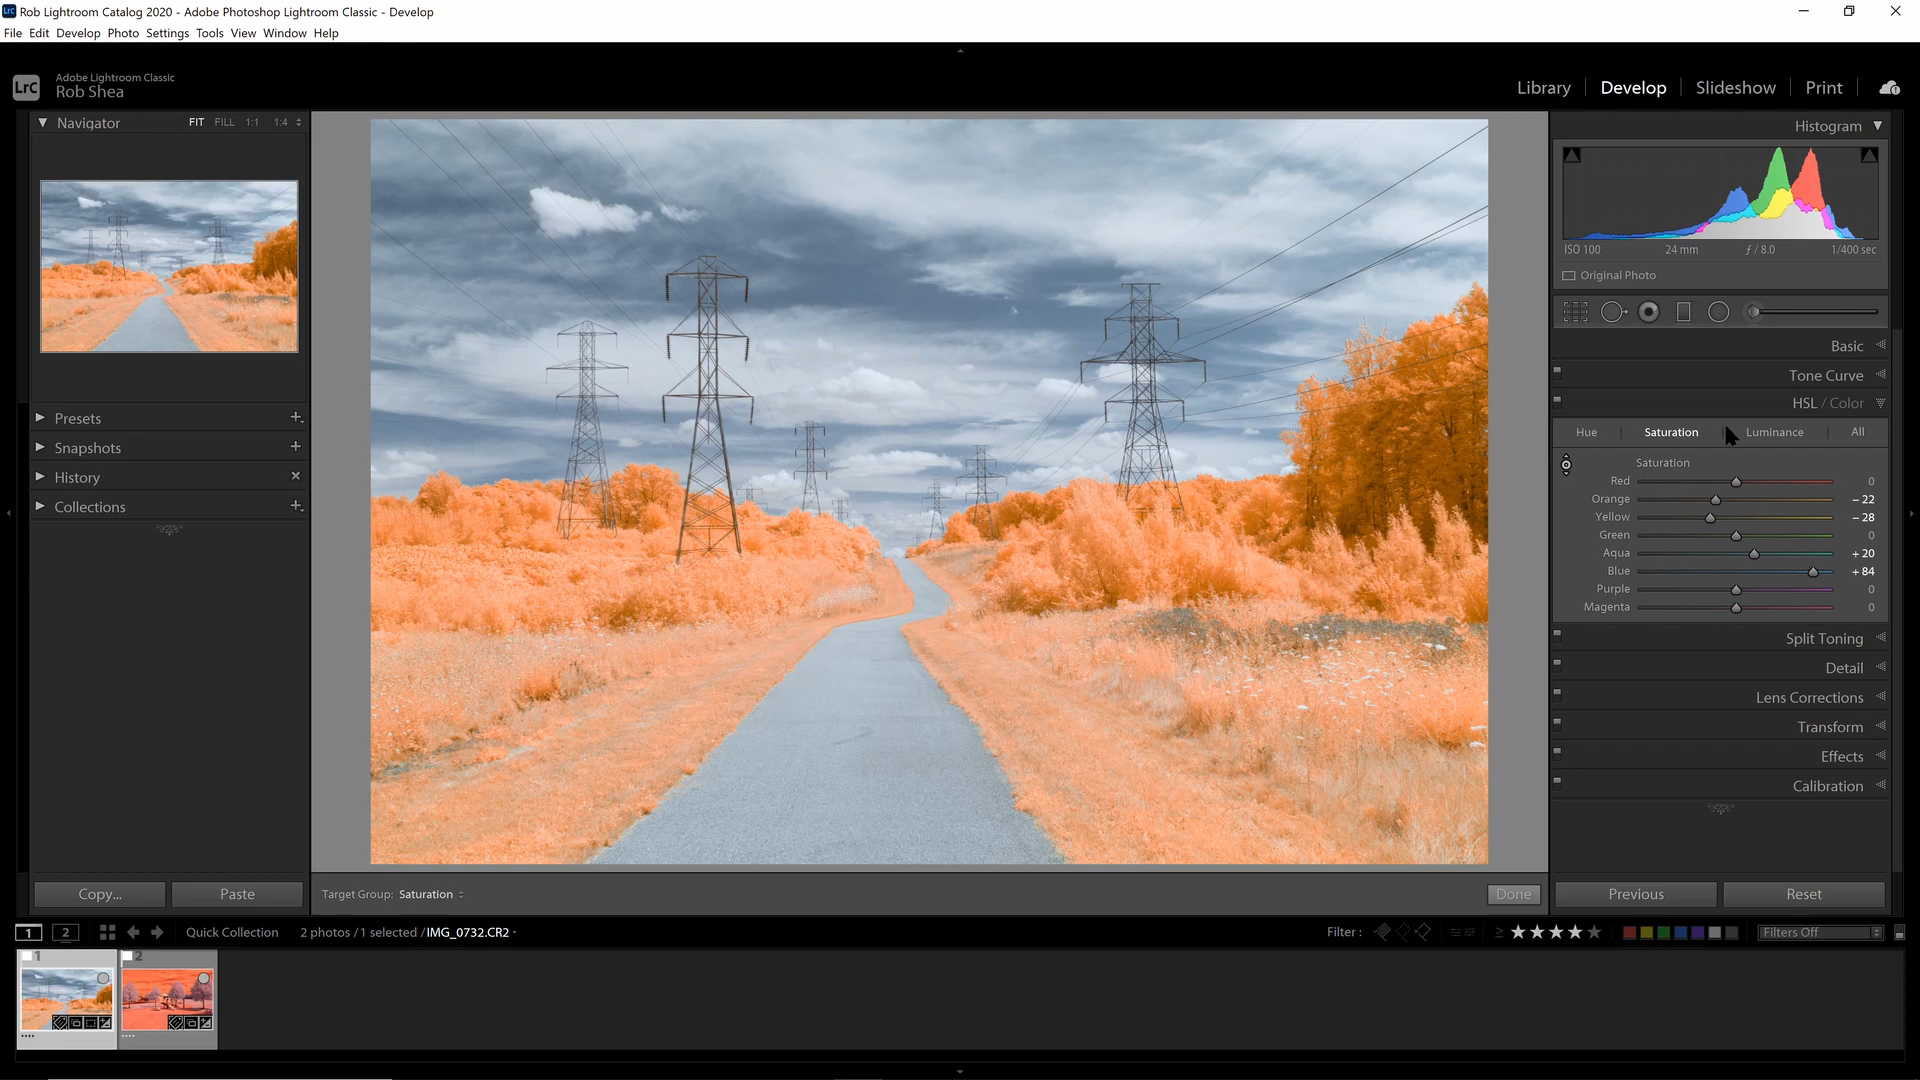 Rob Lightroom Catalog 2020 - Adobe Photoshop Lightroom Classic - Develop
File Edit Develop Photo Settings Tools View Window Help
LrC
Adobe Lightroom Classic
Rob Shea
Library Develop Slideshow Print
Navigator FIT FILL 1:1 1:4
Presets
Snapshots
History
Collections
Copy... Paste
Target Group: Saturation
Done
Histogram
ISO 100 24 mm ƒ / 8.0 1/400 sec
Original Photo
Basic
Tone Curve
HSL / Color
Hue Saturation Luminance All
Saturation
Red 0
Orange – 22
Yellow – 28
Green 0
Aqua + 20
Blue + 84
Purple 0
Magenta 0
Split Toning
Detail
Lens Corrections
Transform
Effects
Calibration
Previous Reset
1 2 Quick Collection 2 photos / 1 selected / IMG_0732.CR2
Filter : ≥ ★★★★★ Filters Off
1 2